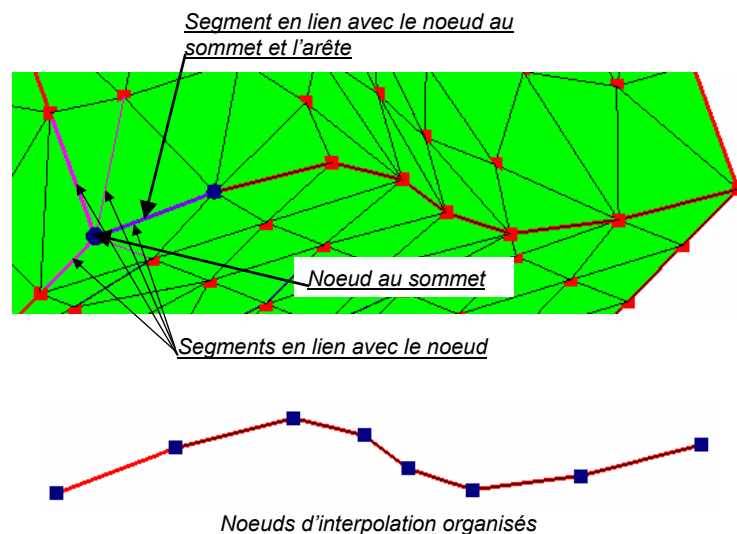 Segment en lien avec le noeud au
sommet et l’arête
Noeud au sommet
Segments en lien avec le noeud
Noeuds d’interpolation organisés